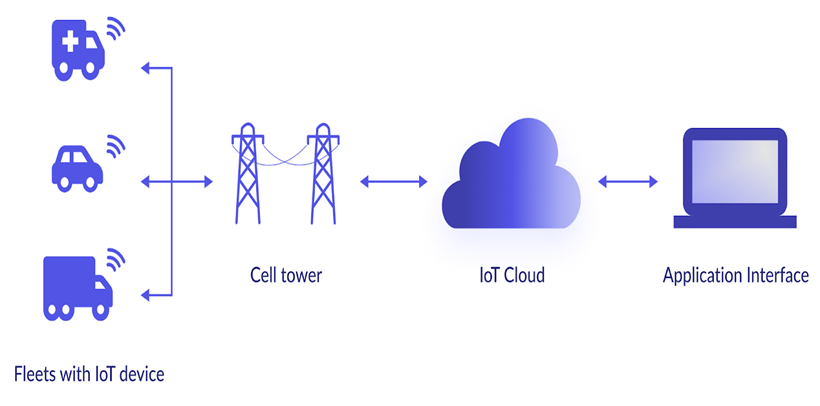 Cell tower
IoT Cloud
Application Interface
Fleets with IoT device